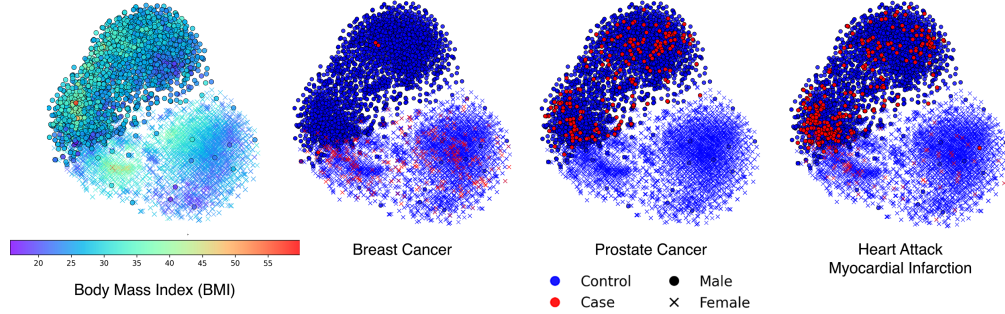 20 25 30 35 40 45 50 55
Body Mass Index (BMI)
Breast Cancer
Prostate Cancer
Heart Attack
Myocardial Infarction
Control
Male
Case
Female